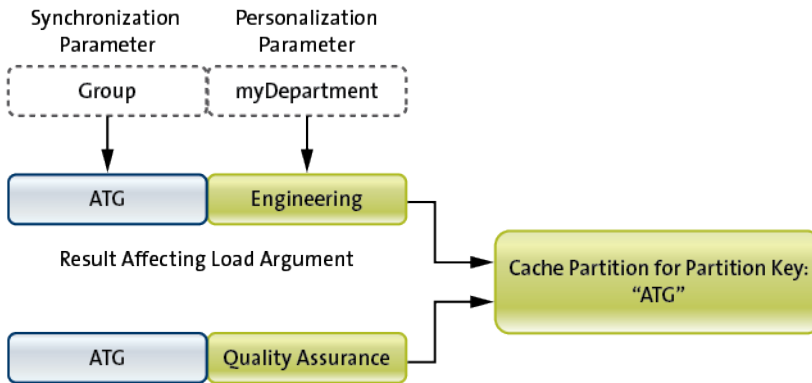 Synchronization
Parameter
Personalization
Parameter
Group
myDepartment
ATG
Engineering
Result Affecting Load Argument
Cache Partition for Partition Key:
“ATG”
ATG
Quality Assurance